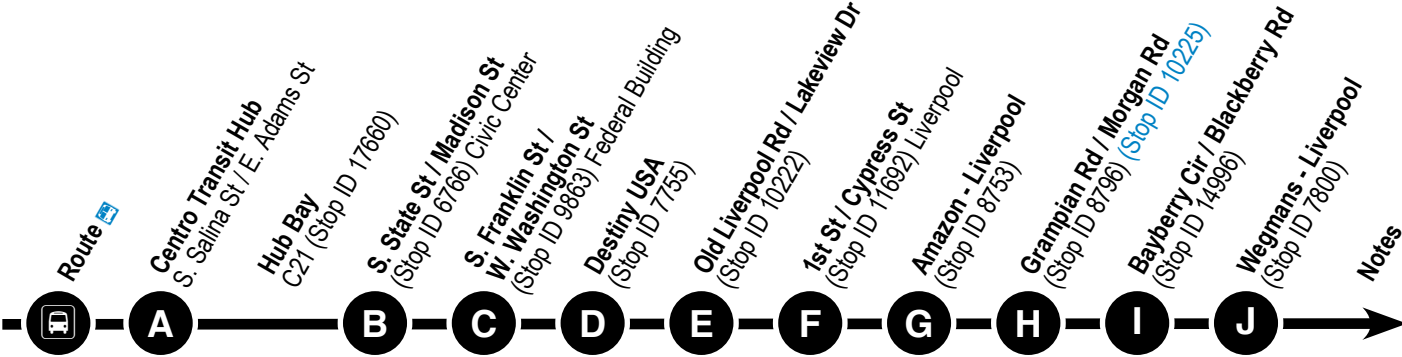 Route
Centro Transit Hub
S. Salina St / E. Adams St
Hub Bay
C21 (Stop ID 17660)
S. State St / Madison St
(Stop ID 6766) Civic Center
S. Franklin St /
W. Washington St
(Stop ID 9863) Federal Building
Destiny USA
(Stop ID 7755)
Old Liverpool Rd / Lakeview Dr
(Stop ID 10222)
1st St / Cypress St
(Stop ID 11692) Liverpool
Amazon - Liverpool
(Stop ID 8753)
Grampian Rd / Morgan Rd
(Stop ID 8796) (Stop ID 10225)
Bayberry Cir / Blackberry Rd
(Stop ID 14996)
Wegmans - Liverpool
(Stop ID 7800)
Notes
A B C D E F G H I J